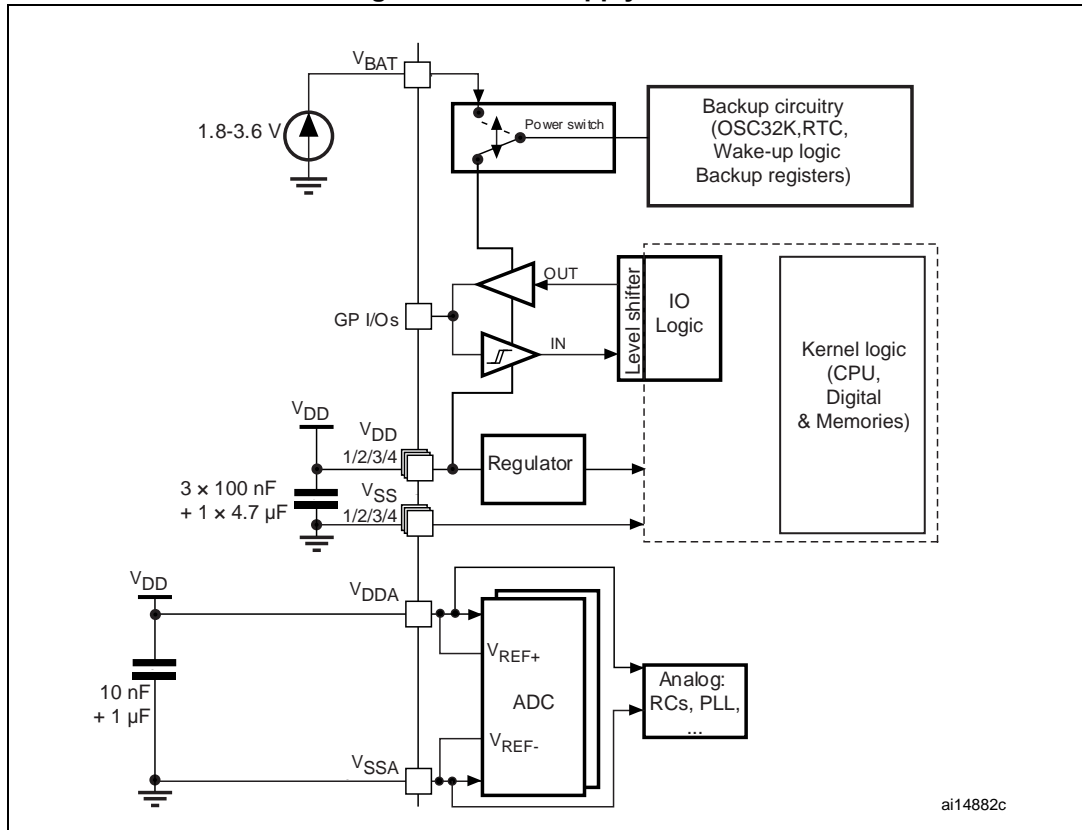 VBAT
1.8-3.6 V
Power switch
Backup circuitry
(OSC32K,RTC,
Wake-up logic
Backup registers)
GP I/Os
OUT
IN
Level shifter
IO
Logic
Kernel logic
(CPU,
Digital
& Memories)
VDD
VDD
1/2/3/4
Regulator
3 × 100 nF
+ 1 × 4.7 µF
VSS
1/2/3/4
VDD
VDDA
VREF+
ADC
VREF-
10 nF
+ 1 µF
Analog:
RCs, PLL,
...
VSSA
ai14882c